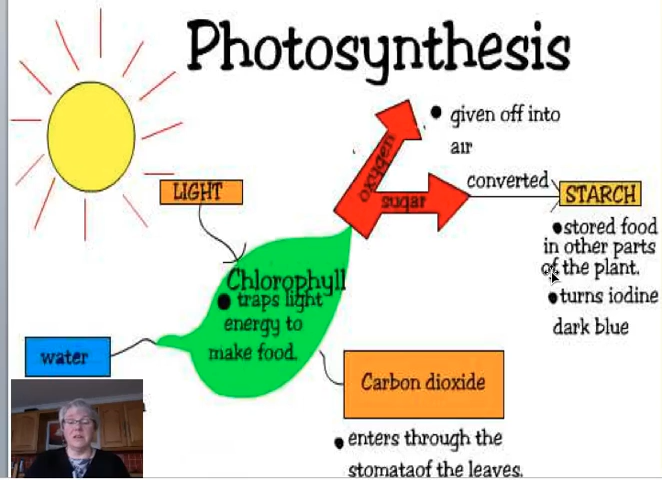 Photosynthesis
given off into
air
oxygen
sugar
converted
STARCH
LIGHT
stored food
in other parts
of the plant.
turns iodine
dark blue
Chlorophyll
traps light
energy to
make food.
water
Carbon dioxide
enters through the
stomataof the leaves.